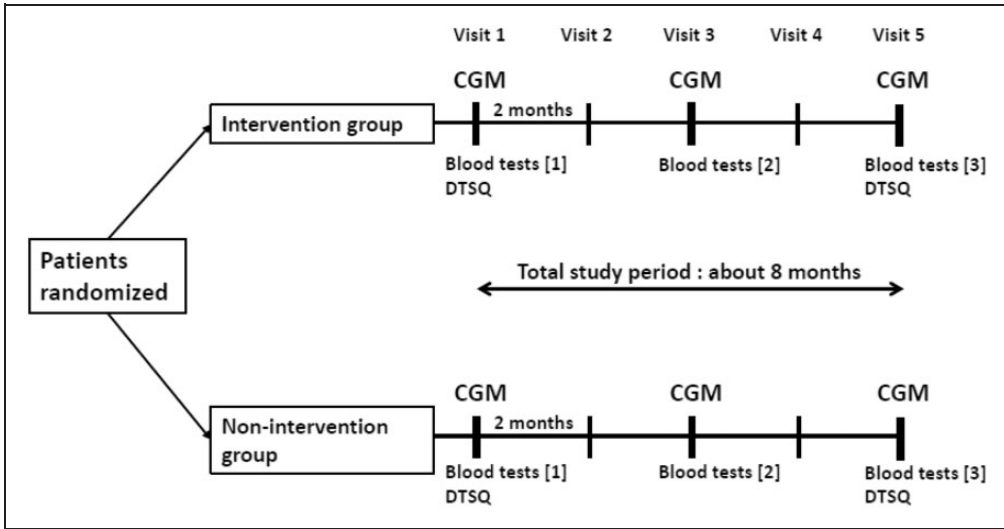 Visit 1 Visit 2 Visit 3 Visit 4 Visit 5
CGM CGM CGM
2 months
Intervention group
Blood tests [1] Blood tests [2] Blood tests [3]
DTSQ DTSQ
Patients
randomized
Total study period : about 8 months
CGM CGM CGM
2 months
Non-intervention
group
Blood tests [1] Blood tests [2] Blood tests [3]
DTSQ DTSQ